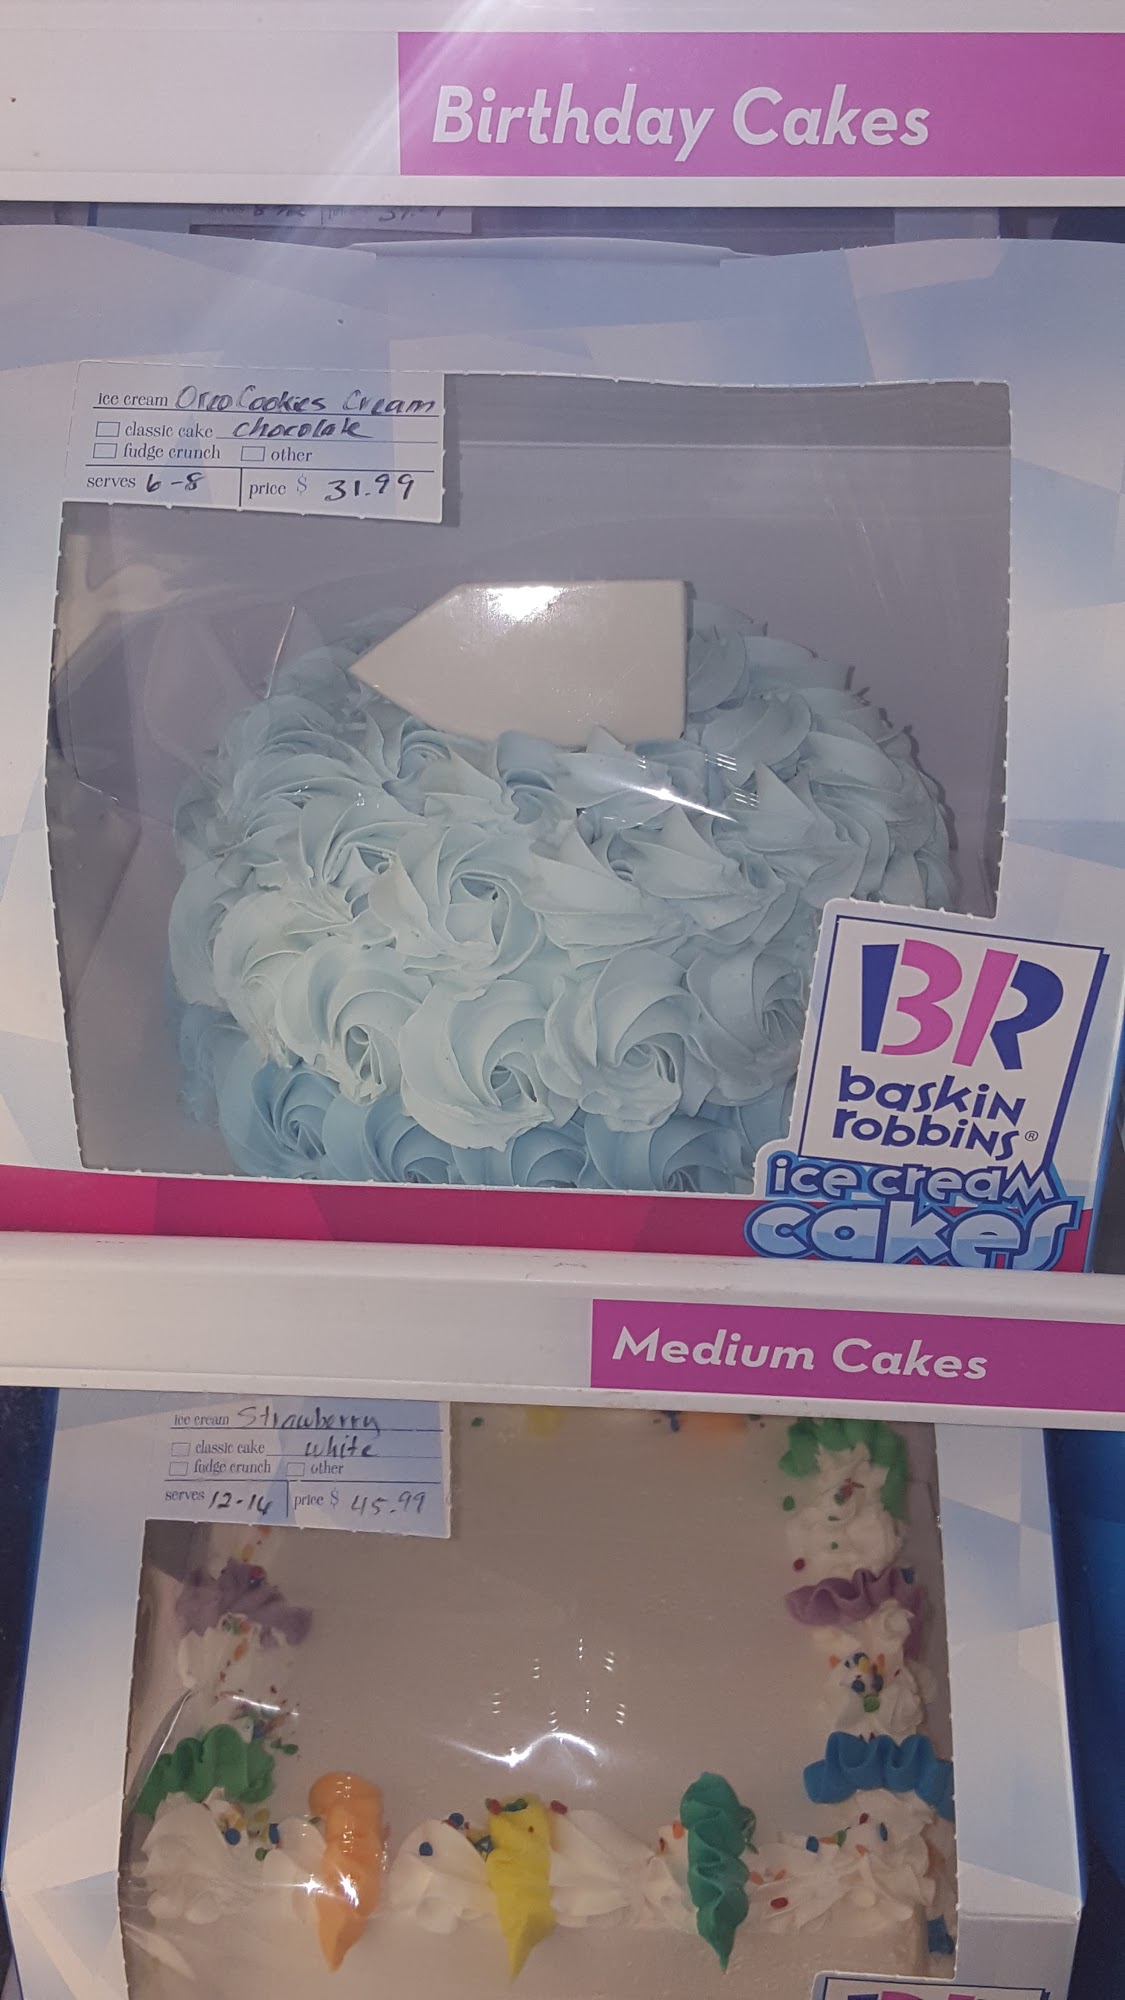 Birthday Cakes
ice cream Oreo Cookies Cream
classic cake chocolate
fudge crunch other
serves 6-8 price $ 31.99
BR
baskin
robbins®
ice cream
cakes
Medium Cakes
ice cream Strawberry
classic cake white
fudge crunch other
serves 12-14 price $ 45.99